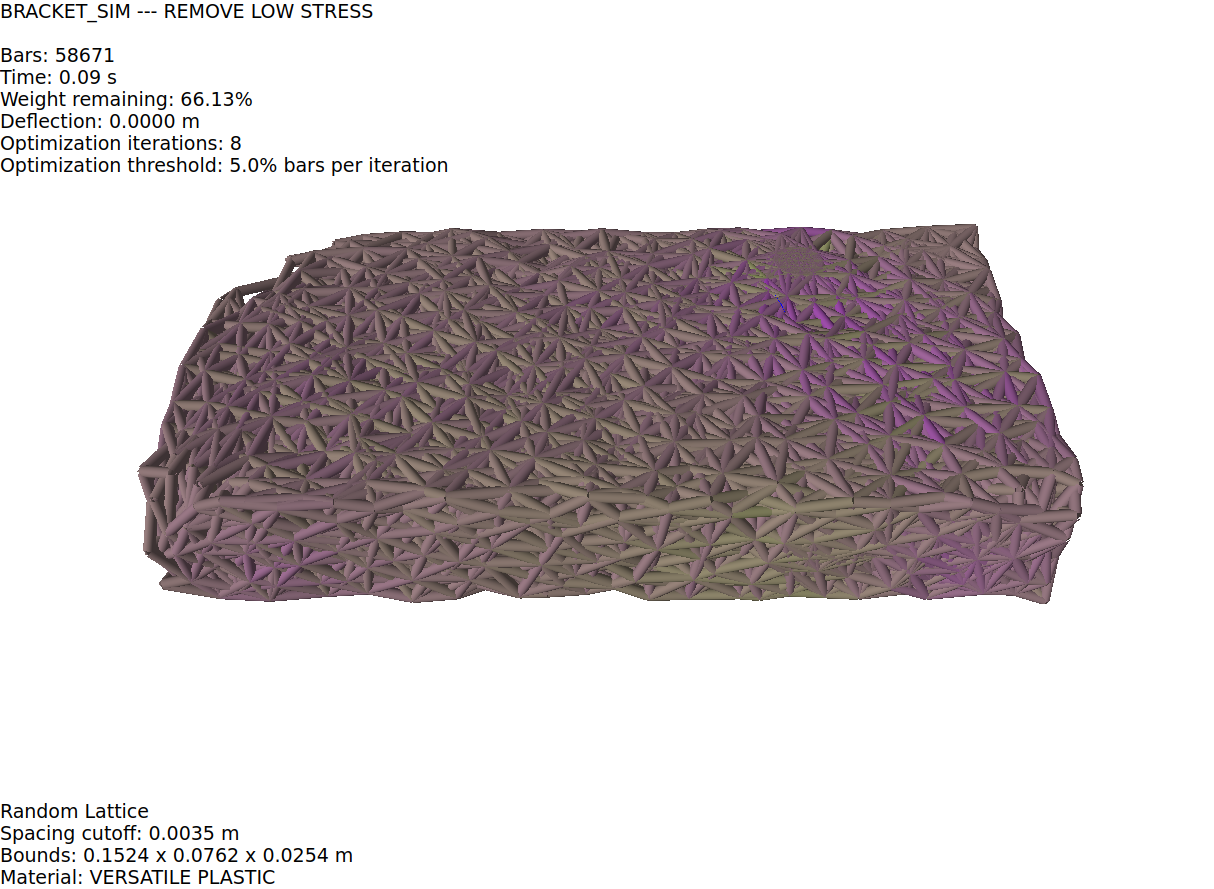 BRACKET_SIM --- REMOVE LOW STRESS
Bars: 58671
Time: 0.09 s
Weight remaining: 66.13%
Deflection: 0.0000 m
Optimization iterations: 8
Optimization threshold: 5.0% bars per iteration
Random Lattice
Spacing cutoff: 0.0035 m
Bounds: 0.1524 x 0.0762 x 0.0254 m
Material: VERSATILE PLASTIC